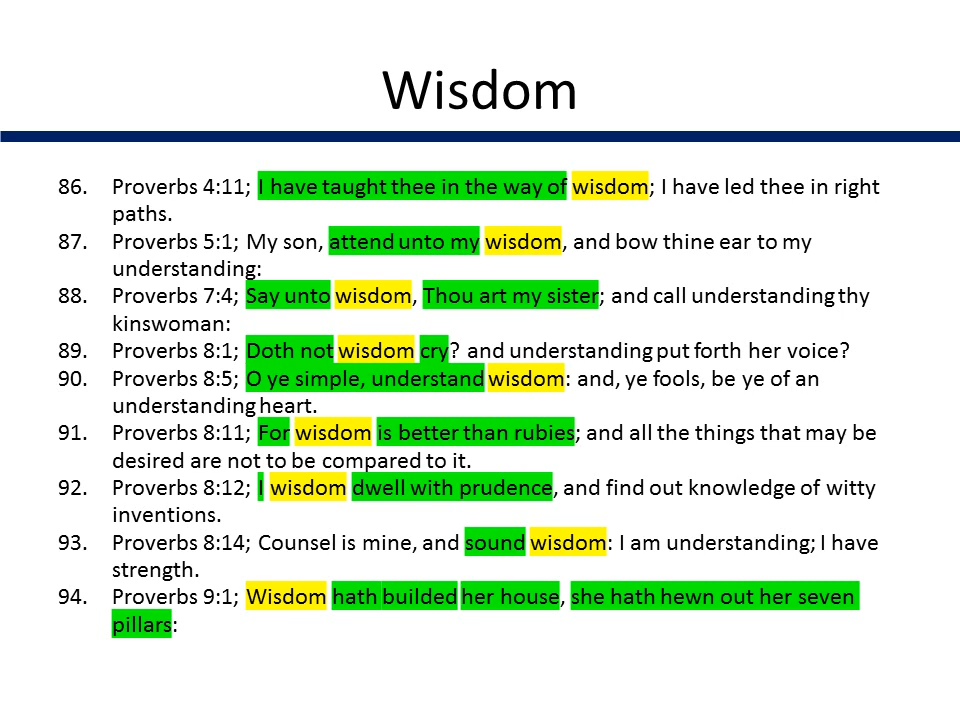 Wisdom
86. Proverbs 4:11; I have taught thee in the way of wisdom; I have led thee in right
paths.
87. Proverbs 5:1; My son, attend unto my wisdom, and bow thine ear to my
understanding:
88. Proverbs 7:4; Say unto wisdom, Thou art my sister; and call understanding thy
kinswoman:
89. Proverbs 8:1; Doth not wisdom cry? and understanding put forth her voice?
90. Proverbs 8:5; O ye simple, understand wisdom: and, ye fools, be ye of an
understanding heart.
91. Proverbs 8:11; For wisdom is better than rubies; and all the things that may be
desired are not to be compared to it.
92. Proverbs 8:12; I wisdom dwell with prudence, and find out knowledge of witty
inventions.
93. Proverbs 8:14; Counsel is mine, and sound wisdom: I am understanding; I have
strength.
94. Proverbs 9:1; Wisdom hath builded her house, she hath hewn out her seven
pillars: